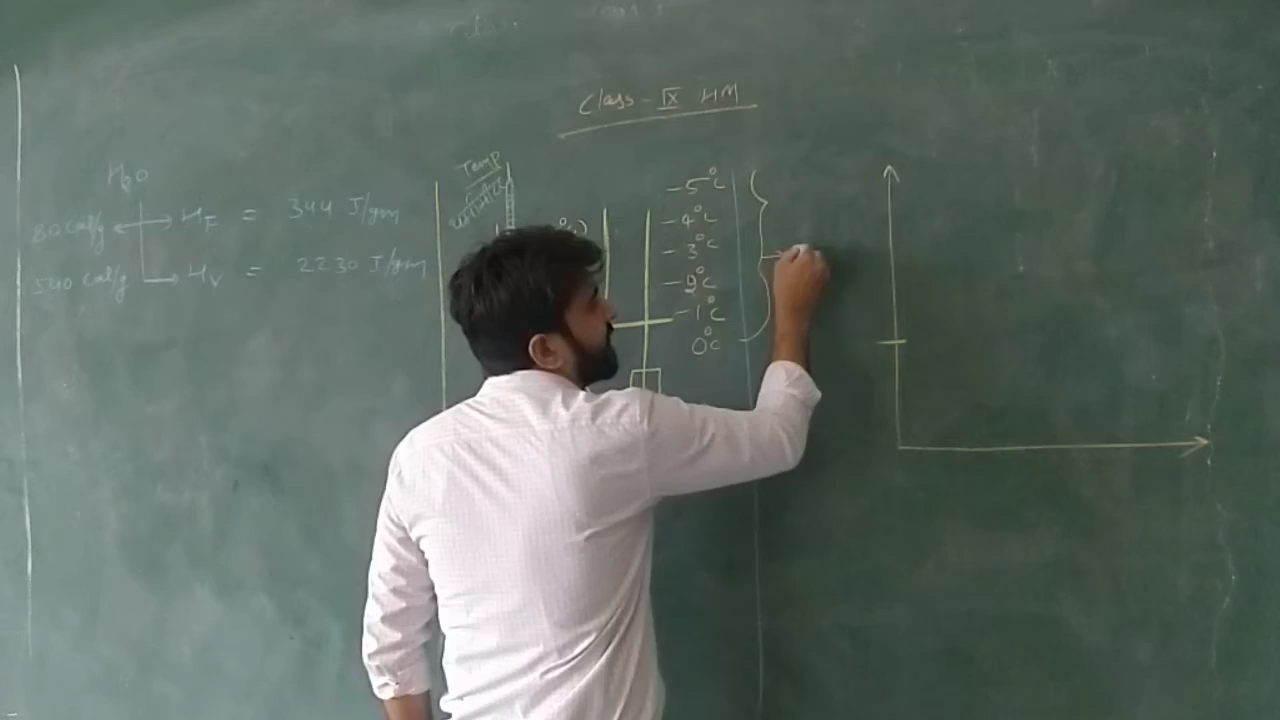 Class - IX HM
H2O
80 cal/g HF = 344 J/gm
540 cal/g HV = 2230 J/gm
Temp
-5°C
-4°C
-3°C
-2°C
-1°C
0°C